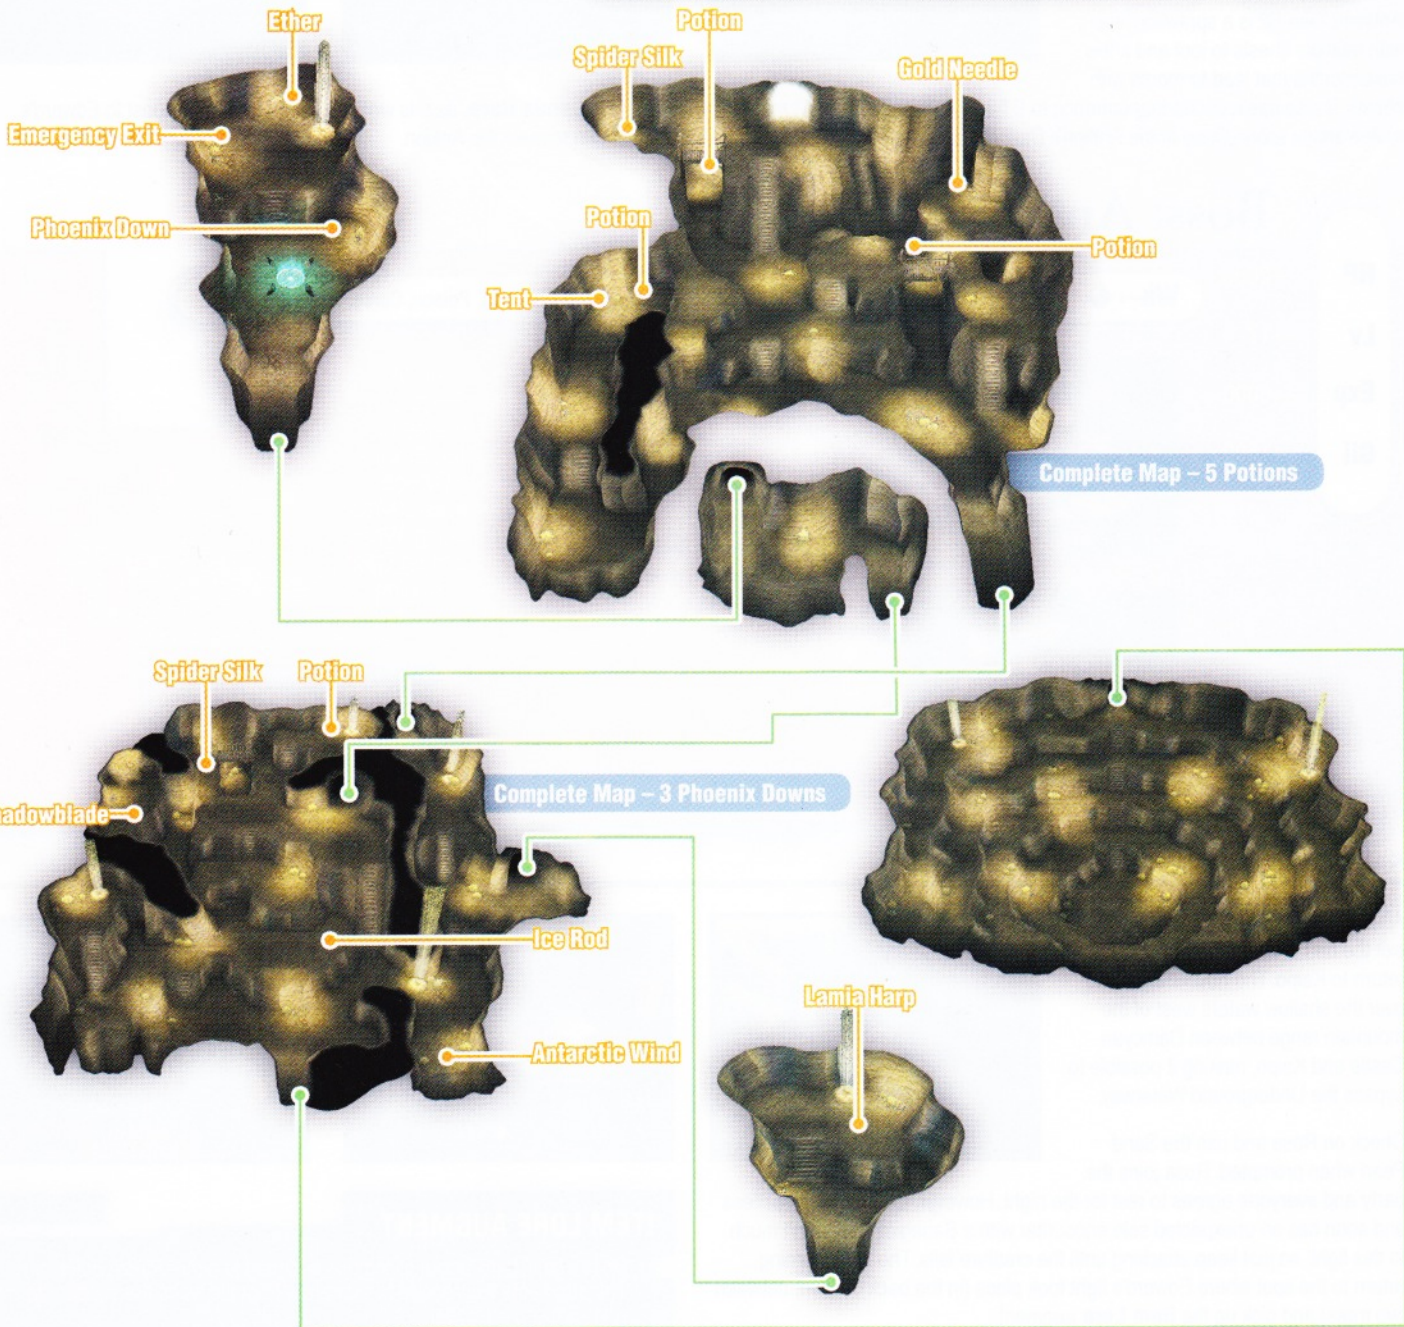 Ether
Potion
Spider Silk
Gold Needle
Emergency Exit
Phoenix Down
Potion
Potion
Tent
Complete Map – 5 Potions
Spider Silk
Potion
Complete Map – 3 Phoenix Downs
adowblade
Ice Rod
Lamia Harp
Antarctic Wind